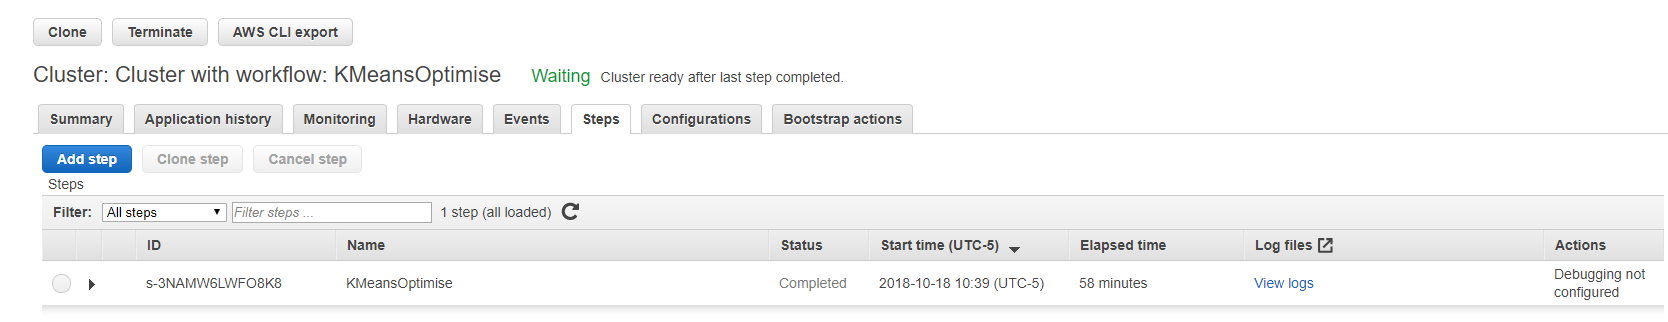 Clone Terminate AWS CLI export
Cluster: Cluster with workflow: KMeansOptimise Waiting Cluster ready after last step completed.
Summary Application history Monitoring Hardware Events Steps Configurations Bootstrap actions
Add step Clone step Cancel step
Steps
Filter: All steps Filter steps ... 1 step (all loaded)
ID Name Status Start time (UTC-5) Elapsed time Log files Actions
s-3NAMW6LWFO8K8 KMeansOptimise Completed 2018-10-18 10:39 (UTC-5) 58 minutes View logs Debugging not
configured